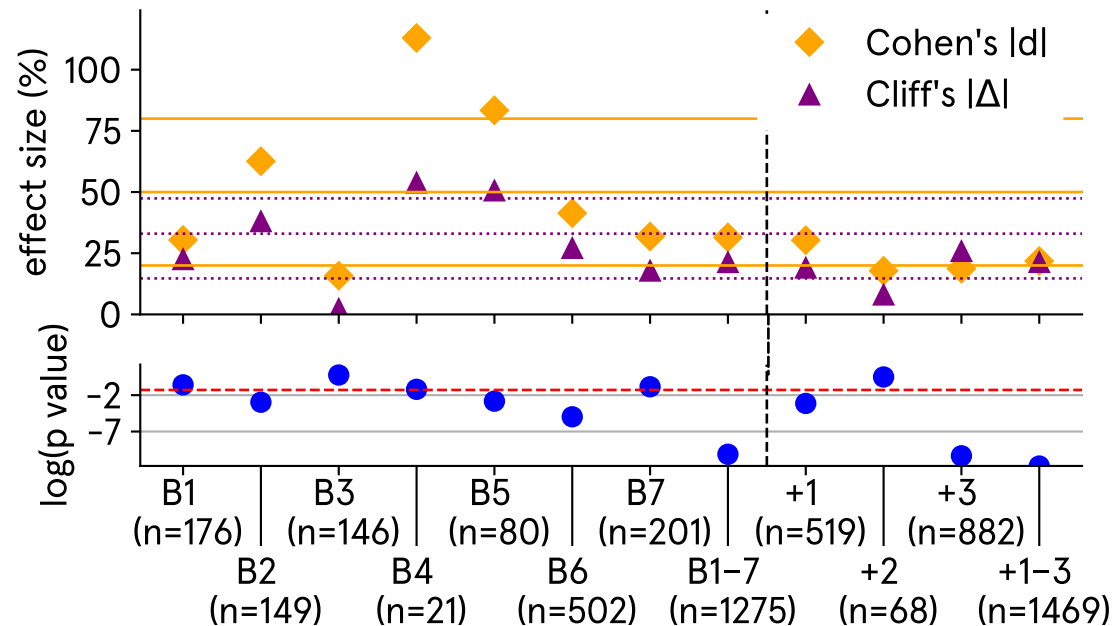 Cohen's |d|
Cliff's |Δ|
effect size (%)
100
75
50
25
0
log(p value)
−2
−7
B1
(n=176)
B2
(n=149)
B3
(n=146)
B4
(n=21)
B5
(n=80)
B6
(n=502)
B7
(n=201)
B1−7
(n=1275)
+1
(n=519)
+2
(n=68)
+3
(n=882)
+1−3
(n=1469)